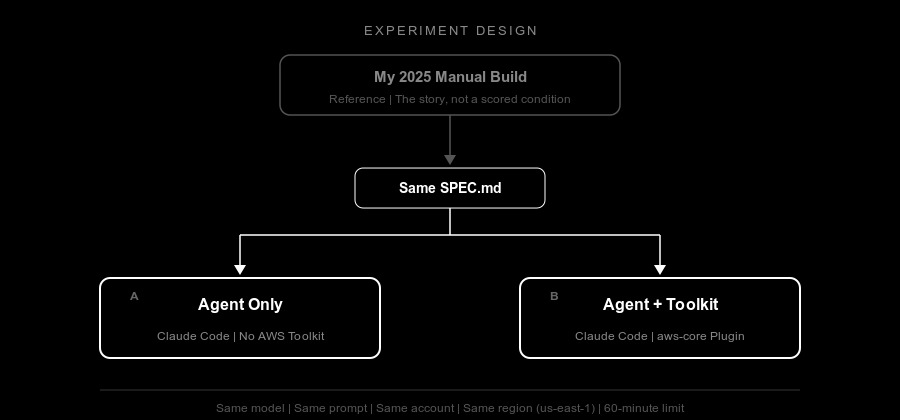 EXPERIMENT DESIGN
My 2025 Manual Build
Reference | The story, not a scored condition
Same SPEC.md
A
Agent Only
Claude Code | No AWS Toolkit
B
Agent + Toolkit
Claude Code | aws-core Plugin
Same model | Same prompt | Same account | Same region (us-east-1) | 60-minute limit